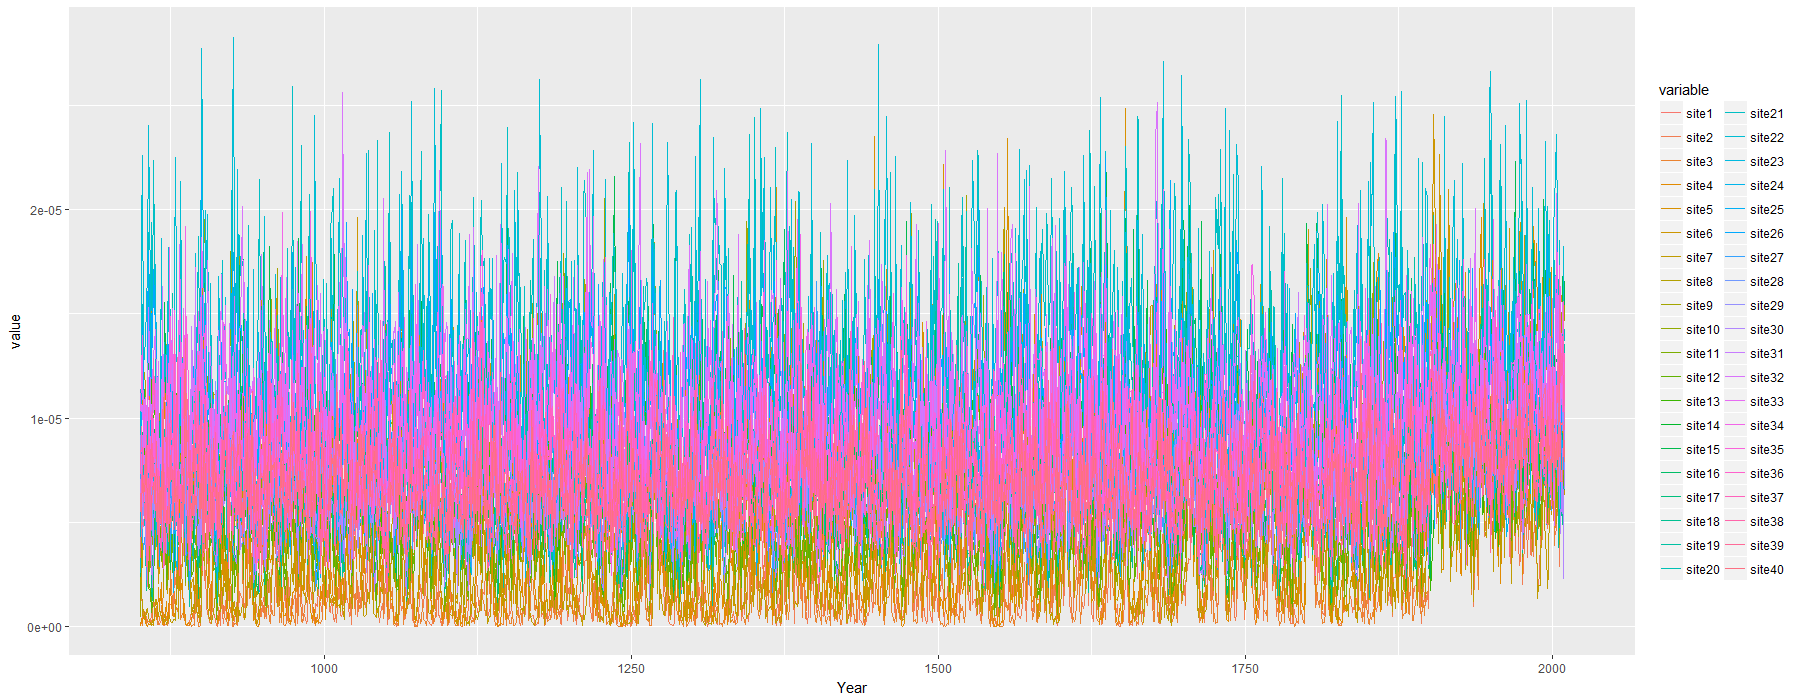 value
2e-05
1e-05
0e+00
1000
1250
1500
1750
2000
Year
variable
site1 site21
site2 site22
site3 site23
site4 site24
site5 site25
site6 site26
site7 site27
site8 site28
site9 site29
site10 site30
site11 site31
site12 site32
site13 site33
site14 site34
site15 site35
site16 site36
site17 site37
site18 site38
site19 site39
site20 site40